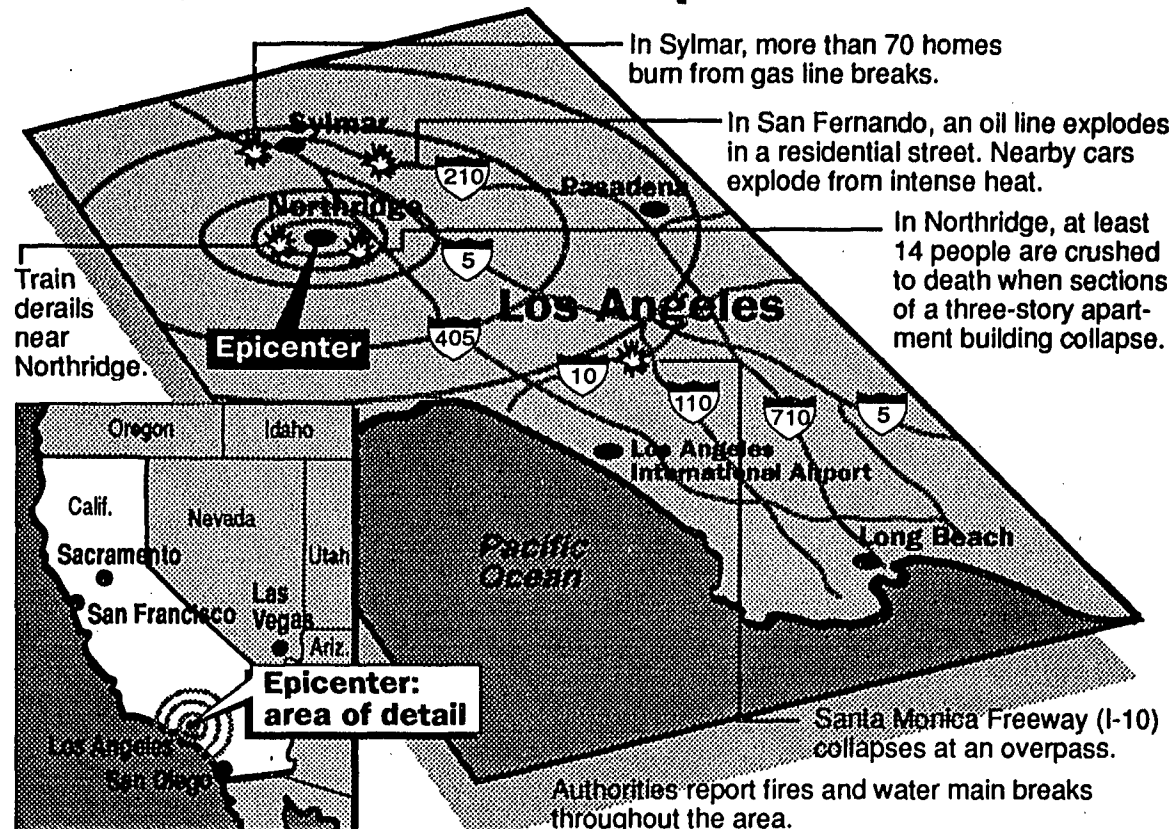 In Sylmar, more than 70 homes
burn from gas line breaks.
In San Fernando, an oil line explodes
in a residential street. Nearby cars
explode from intense heat.
In Northridge, at least
14 people are crushed
to death when sections
of a three-story apart-
ment building collapse.
Train
derails
near
Northridge.
Sylmar
210
Pasadena
Northridge
5
Los Angeles
405
Epicenter
10
110
710
5
Los Angeles
International Airport
Long Beach
Pacific
Ocean
Oregon
Idaho
Calif.
Nevada
Utah
Sacramento
San Francisco
Las
Vegas
Ariz.
Epicenter:
area of detail
Los Angeles
San Diego
Santa Monica Freeway (I-10)
collapses at an overpass.
Authorities report fires and water main breaks
throughout the area.